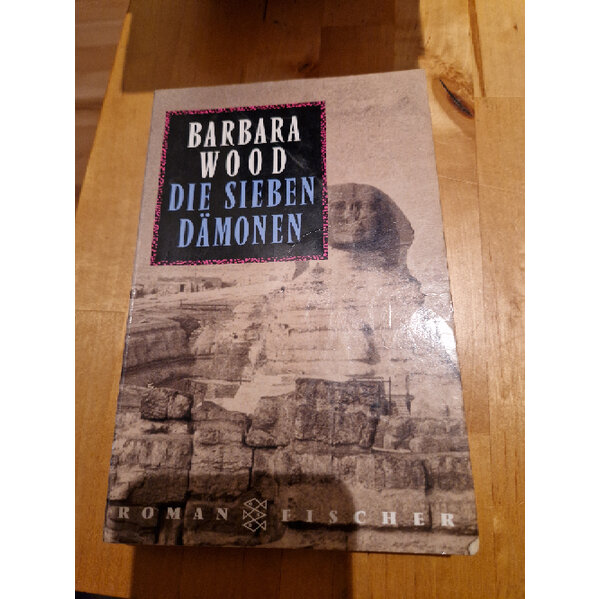 BARBARA
WOOD
DIE SIEBEN
DÄMONEN
ROMAN FISCHER